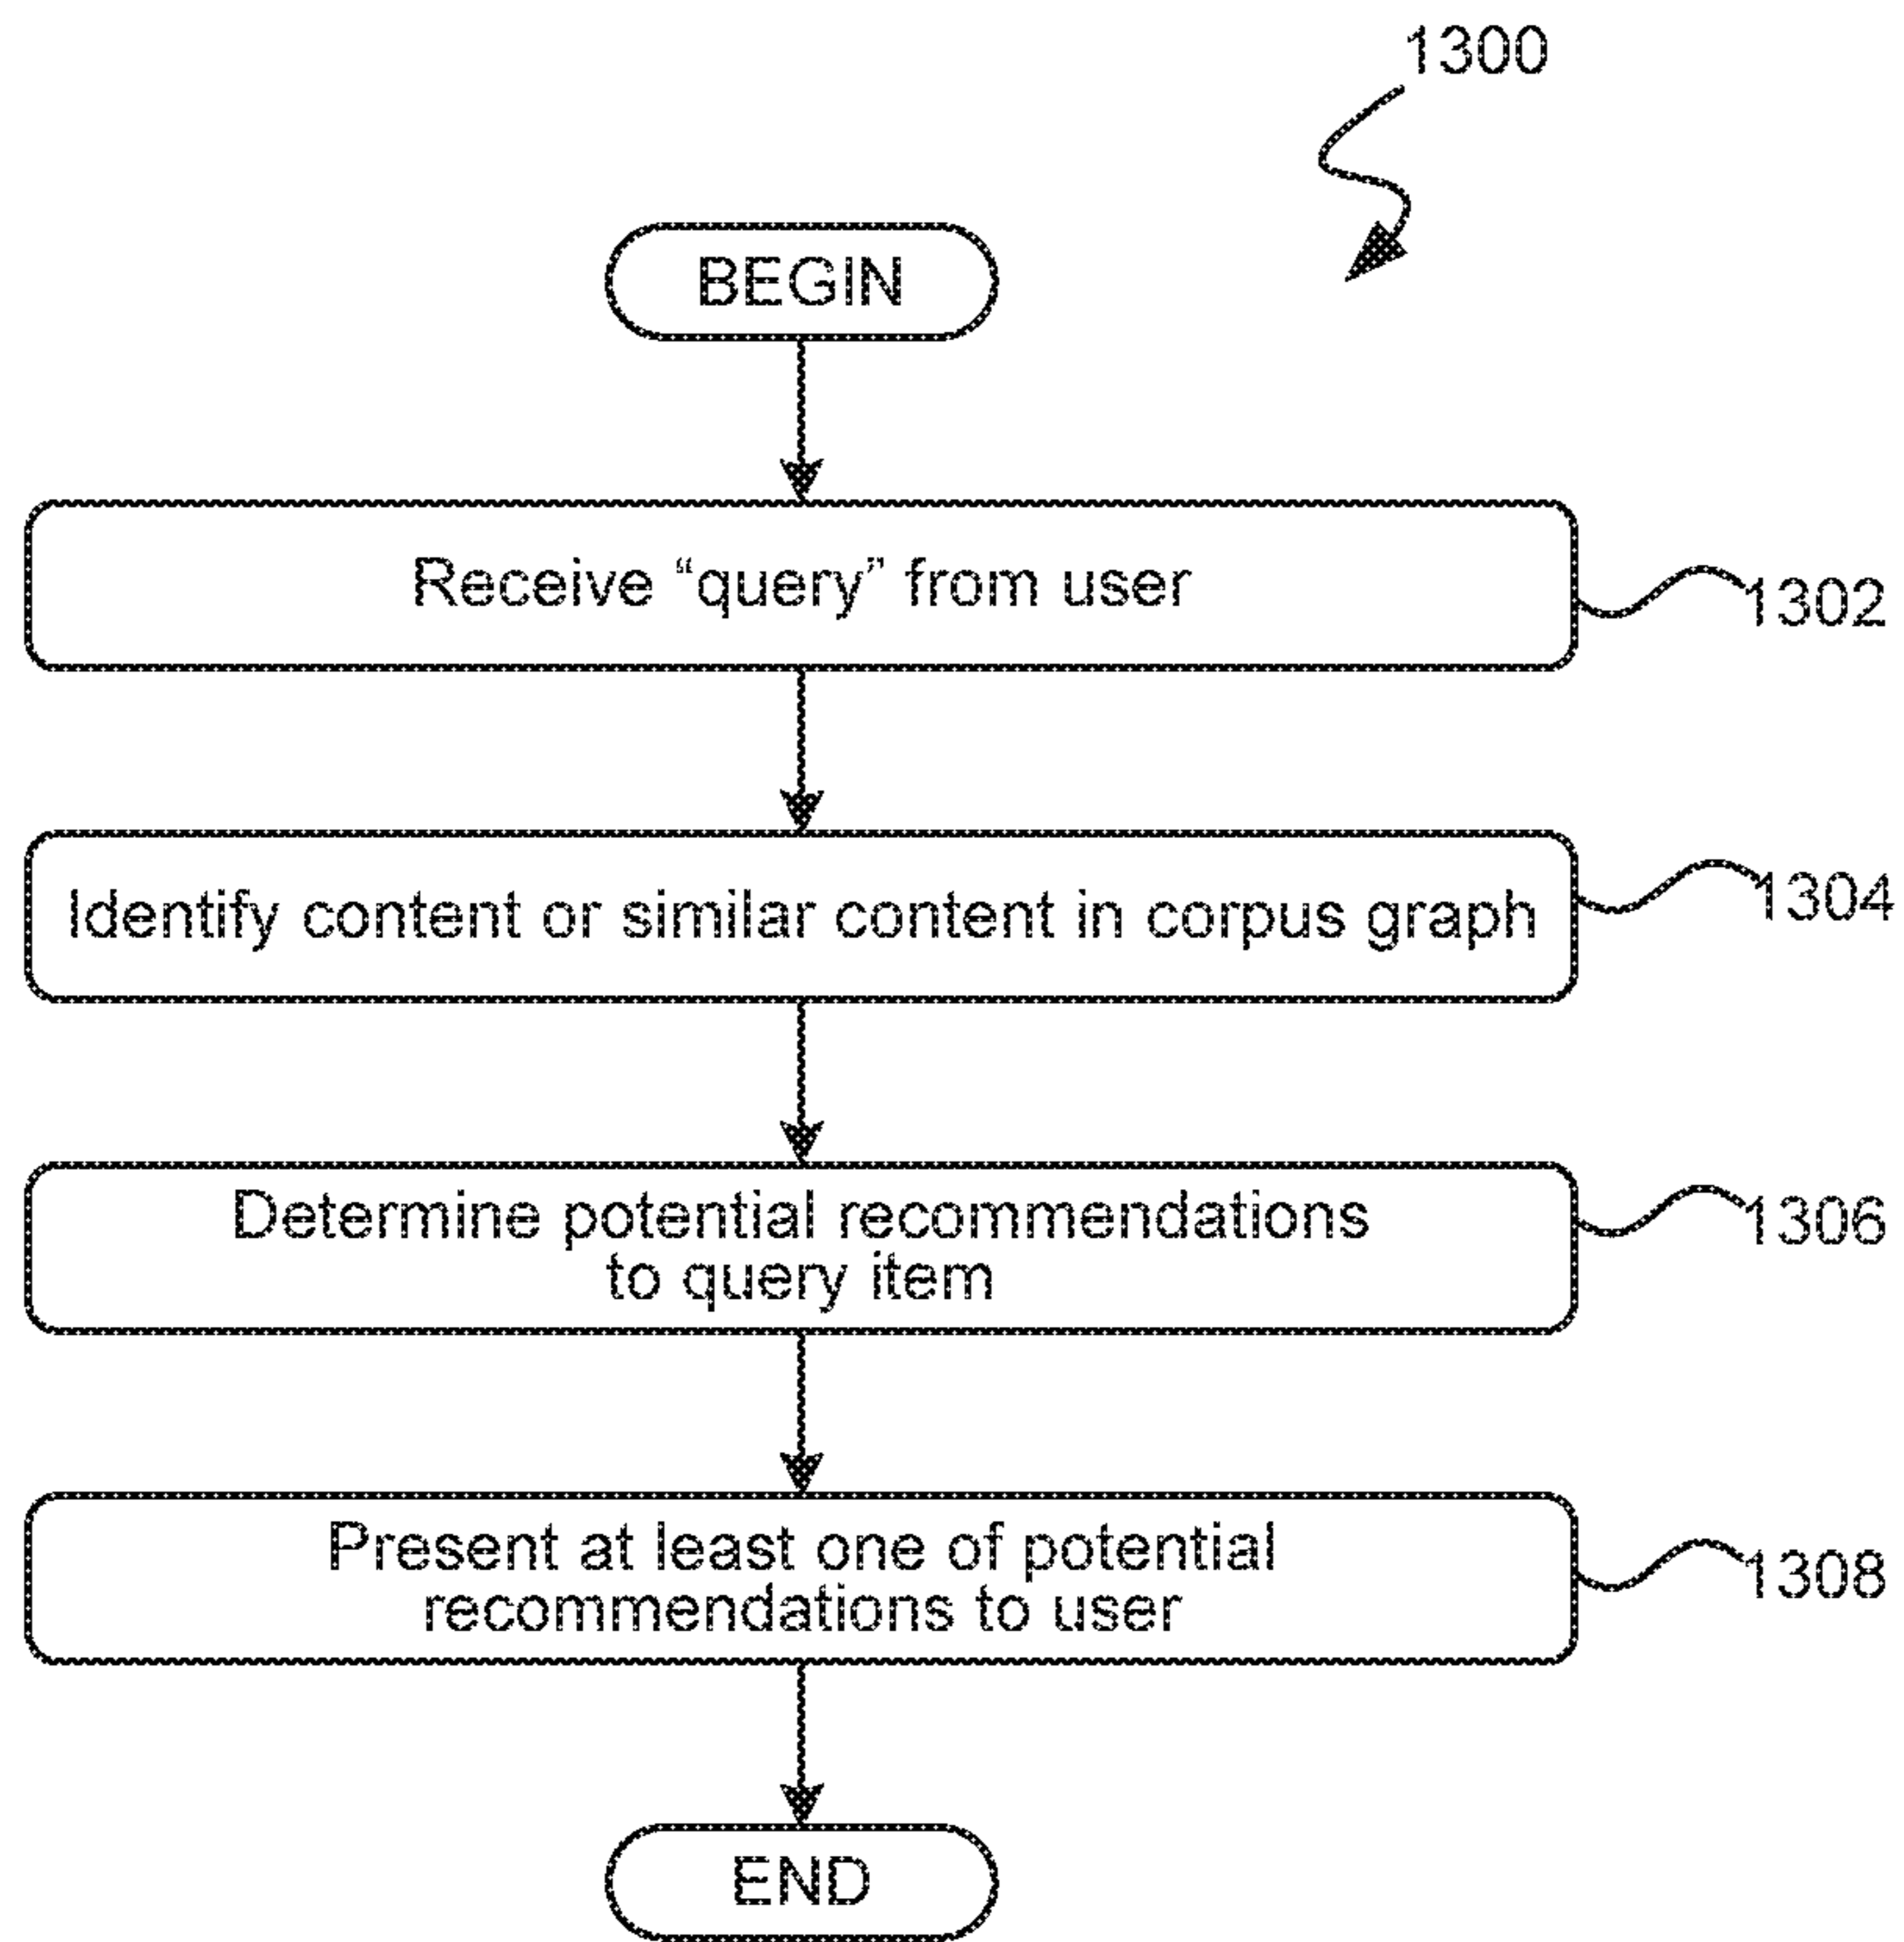 1300
BEGIN
Receive “query” from user
1302
Identify content or similar content in corpus graph
1304
Determine potential recommendations
to query item
1306
Present at least one of potential
recommendations to user
1308
END